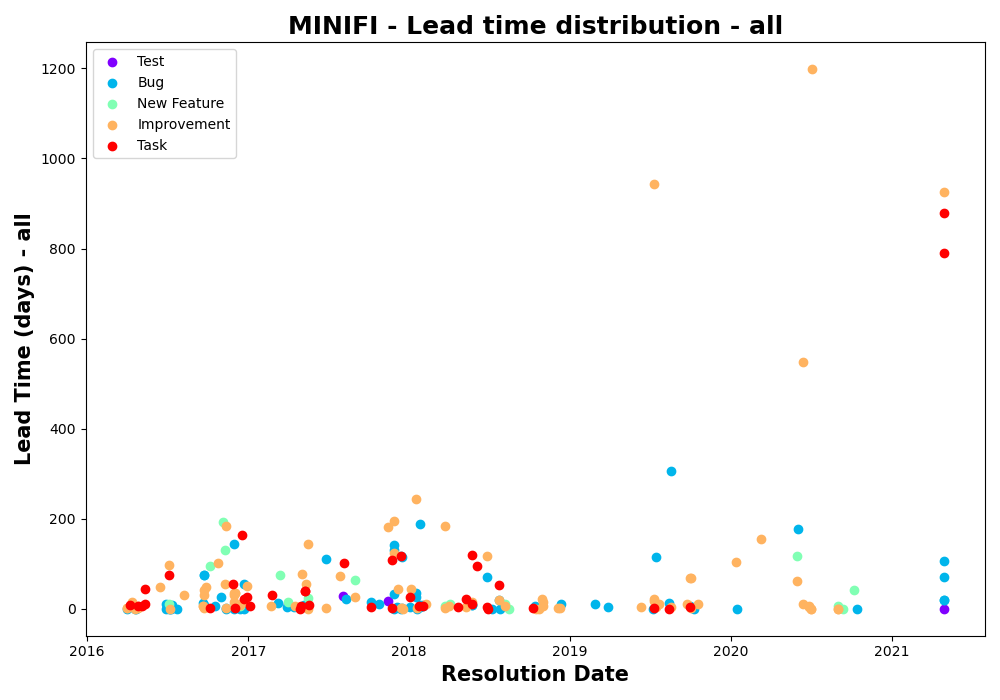 MINIFI - Lead time distribution - all
Test
Bug
New Feature
Improvement
Task
1200
1000
800
600
400
200
0
Lead Time (days) - all
2016 2017 2018 2019 2020 2021
Resolution Date